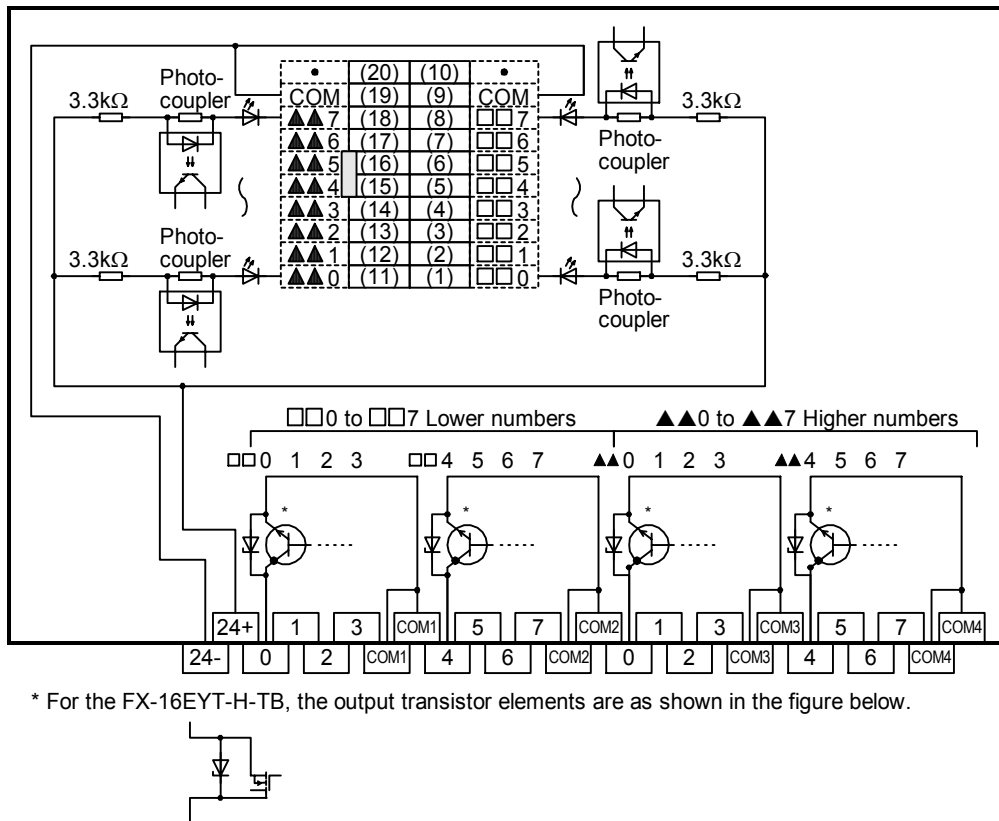 Photo-
coupler
3.3kΩ
• (20) (10) •
COM (19) (9) COM
▲▲7 (18) (8) □□7
▲▲6 (17) (7) □□6
▲▲5 (16) (6) □□5
▲▲4 (15) (5) □□4
▲▲3 (14) (4) □□3
▲▲2 (13) (3) □□2
▲▲1 (12) (2) □□1
▲▲0 (11) (1) □□0
3.3kΩ
Photo-
coupler
3.3kΩ
Photo-
coupler
3.3kΩ
Photo-
coupler
□□0 to □□7 Lower numbers ▲▲0 to ▲▲7 Higher numbers
□□0 1 2 3 □□4 5 6 7 ▲▲0 1 2 3 ▲▲4 5 6 7
* * * *
24+ 1 3 COM1 5 7 COM2 1 3 COM3 5 7 COM4
24- 0 2 COM1 4 6 COM2 0 2 COM3 4 6 COM4
* For the FX-16EYT-H-TB, the output transistor elements are as shown in the figure below.